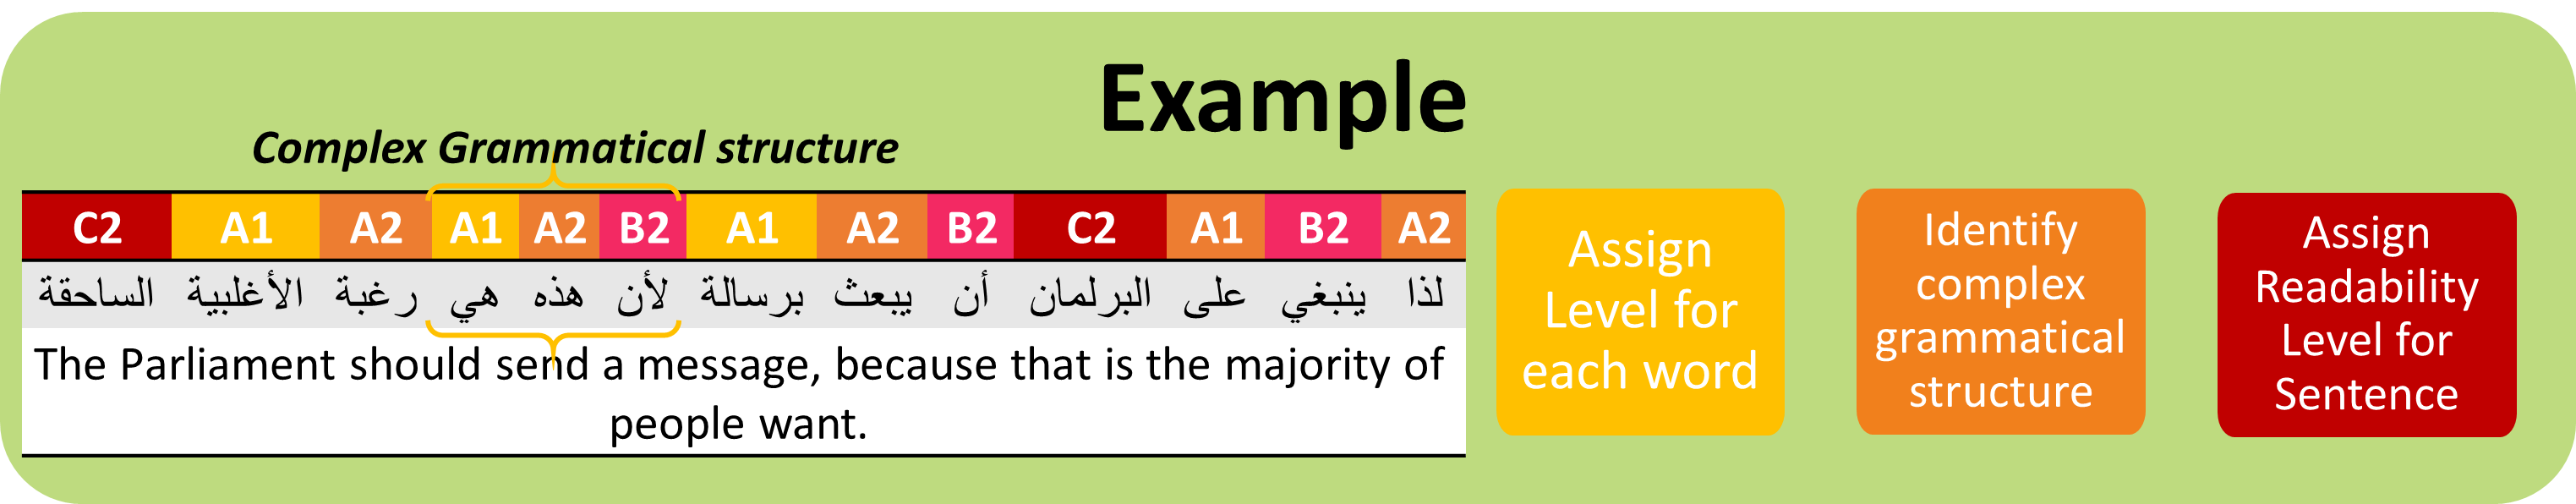 Example
Complex Grammatical structure
C2 A1 A2 A1 A2 B2 A1 A2 B2 C2 A1 B2 A2
لذا ينبغي على البرلمان أن يبعث برسالة لأن هذه هي رغبة الأغلبية الساحقة
The Parliament should send a message, because that is the majority of
people want.
Assign
Level for
each word
Identify
complex
grammatical
structure
Assign
Readability
Level for
Sentence